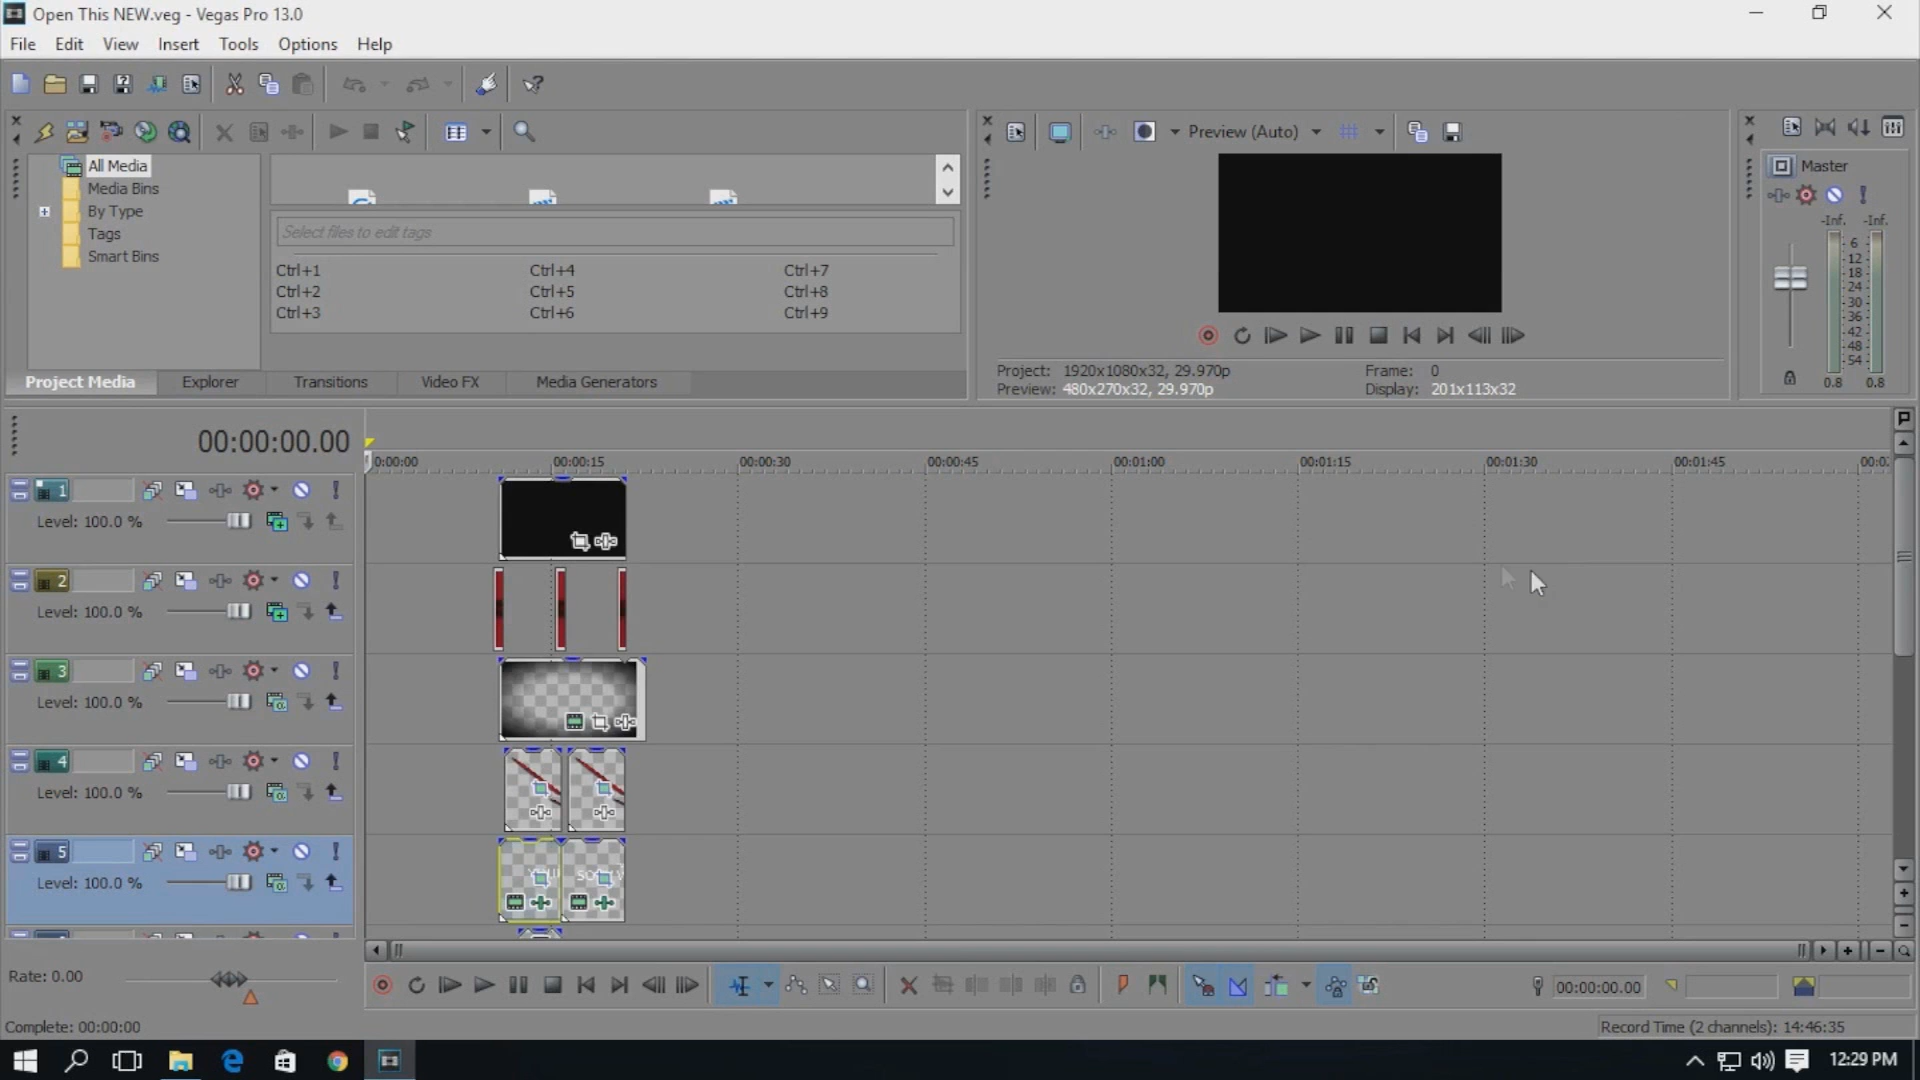 Open This NEW.veg - Vegas Pro 13.0
File Edit View Insert Tools Options Help
All Media
Media Bins
By Type
Tags
Smart Bins
Select files to edit tags
Ctrl+1 Ctrl+4 Ctrl+7
Ctrl+2 Ctrl+5 Ctrl+8
Ctrl+3 Ctrl+6 Ctrl+9
Project Media Explorer Transitions Video FX Media Generators
Preview (Auto)
Project: 1920x1080x32, 29.970p Frame: 0
Preview: 480x270x32, 29.970p Display: 201x113x32
Master
-Inf. -Inf.
6
12
18
24
30
36
42
48
54
0.8 0.8
00:00:00.00
0:00:00 00:00:15 00:00:30 00:00:45 00:01:00 00:01:15 00:01:30 00:01:45
1
Level: 100.0 %
2
Level: 100.0 %
3
Level: 100.0 %
4
Level: 100.0 %
5
Level: 100.0 %
Rate: 0.00
00:00:00.00
Complete: 00:00:00
Record Time (2 channels): 14:46:35
12:29 PM